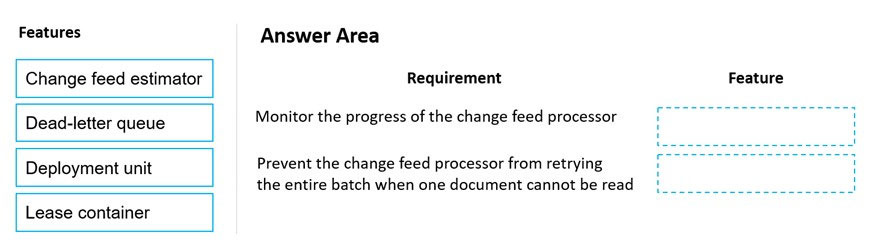 Features
Change feed estimator
Dead-letter queue
Deployment unit
Lease container
Answer Area
Requirement Feature
Monitor the progress of the change feed processor
Prevent the change feed processor from retrying
the entire batch when one document cannot be read